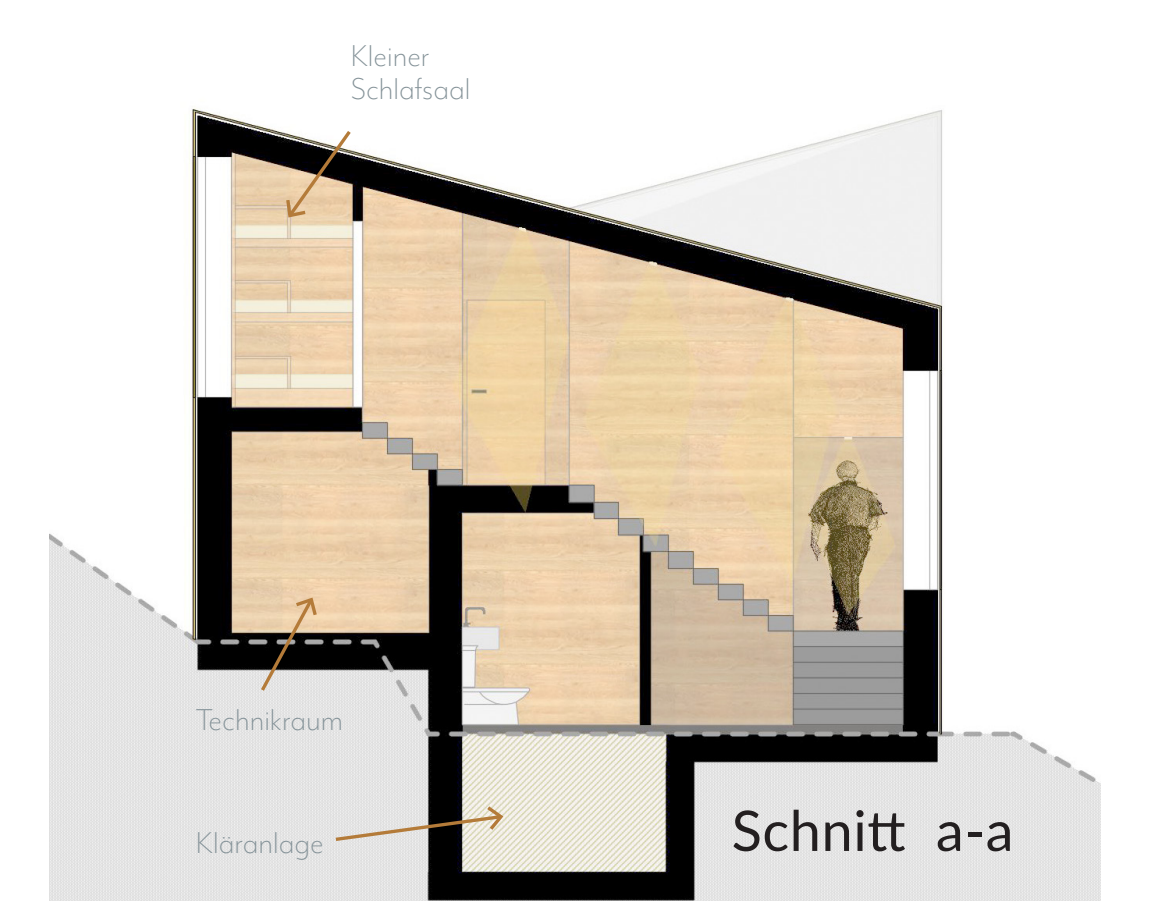 Kleiner
Schlafsaal
Technikraum
Kläranlage
Schnitt a-a